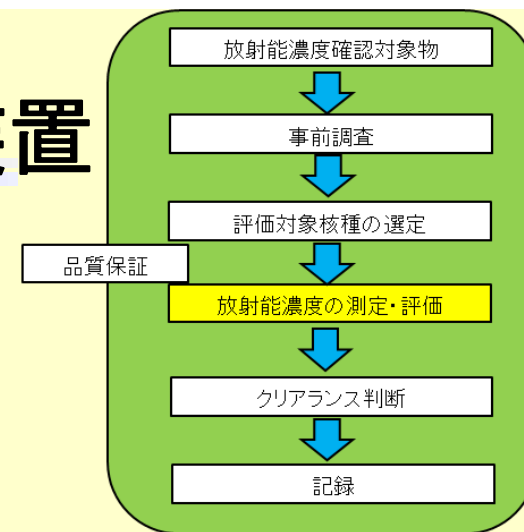 放射能濃度確認対象物
置
事前調査
評価対象核種の選定
品質保証
放射能濃度の測定・評価
クリアランス判断
記録